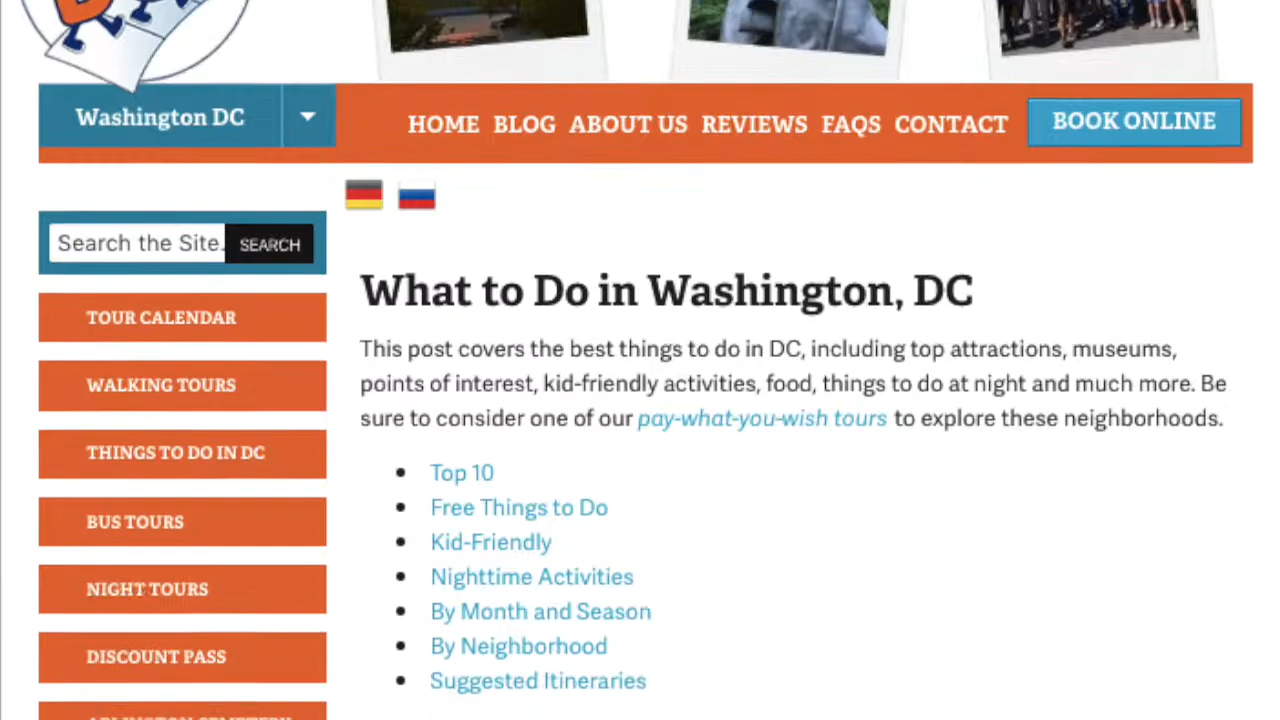 Washington DC
HOME BLOG ABOUT US REVIEWS FAQS CONTACT
BOOK ONLINE
Search the Site.
SEARCH
TOUR CALENDAR
WALKING TOURS
THINGS TO DO IN DC
BUS TOURS
NIGHT TOURS
DISCOUNT PASS
ARLINGTON CEMETERY
What to Do in Washington, DC
This post covers the best things to do in DC, including top attractions, museums,
points of interest, kid-friendly activities, food, things to do at night and much more. Be
sure to consider one of our pay-what-you-wish tours to explore these neighborhoods.
Top 10
Free Things to Do
Kid-Friendly
Nighttime Activities
By Month and Season
By Neighborhood
Suggested Itineraries